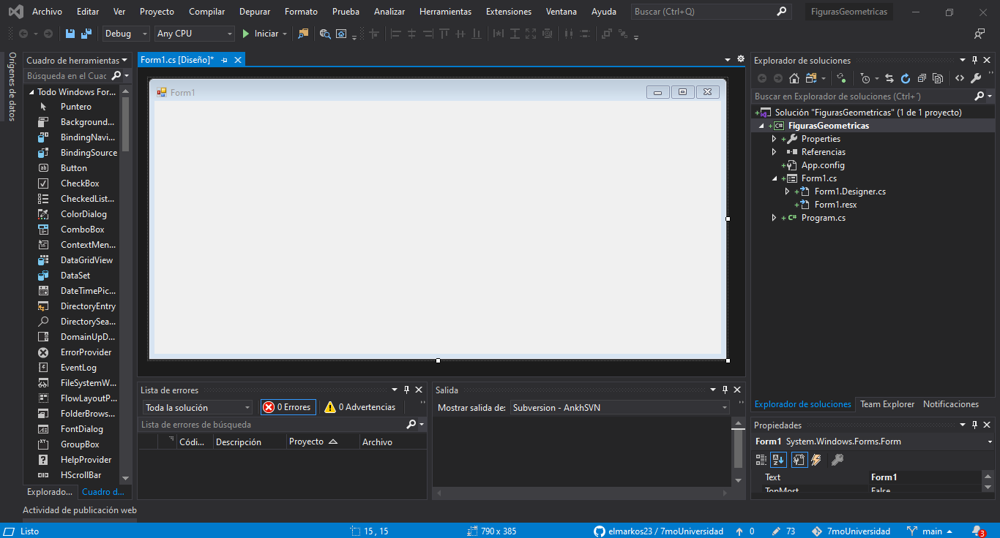 Archivo Editar Ver Proyecto Compilar Depurar Formato Prueba Analizar Herramientas Extensiones Ventana Ayuda Buscar (Ctrl+Q) FigurasGeometricas
Debug Any CPU Iniciar
Orígenes de datos
Cuadro de herramientas
Búsqueda en el Cuac
Todo Windows For...
Puntero
Background...
BindingNavi...
BindingSource
Button
CheckBox
CheckedList...
ColorDialog
ComboBox
ContextMen...
DataGridView
DataSet
DateTimePic...
DirectoryEntry
DirectorySea...
DomainUpD...
ErrorProvider
EventLog
FileSystemW...
FlowLayoutP...
FolderBrows...
FontDialog
GroupBox
HelpProvider
HScrollBar
Explorado... Cuadro d...
Form1.cs [Diseño]*
Form1
Lista de errores
Toda la solución 0 Errores 0 Advertencias
Lista de errores de búsqueda
Códi... Descripción Proyecto Archivo
Salida
Mostrar salida de: Subversion - AnkhSVN
Explorador de soluciones
Buscar en Explorador de soluciones (Ctrl+´)
Solución "FigurasGeometricas" (1 de 1 proyecto)
FigurasGeometricas
Properties
Referencias
App.config
Form1.cs
Form1.Designer.cs
Form1.resx
C# Program.cs
Explorador de soluciones Team Explorer Notificaciones
Propiedades
Form1 System.Windows.Forms.Form
Text Form1
TopMost False
Actividad de publicación web
Listo 15 , 15 790 x 385 elmarkos23 / 7moUniversidad 0 73 7moUniversidad main 3